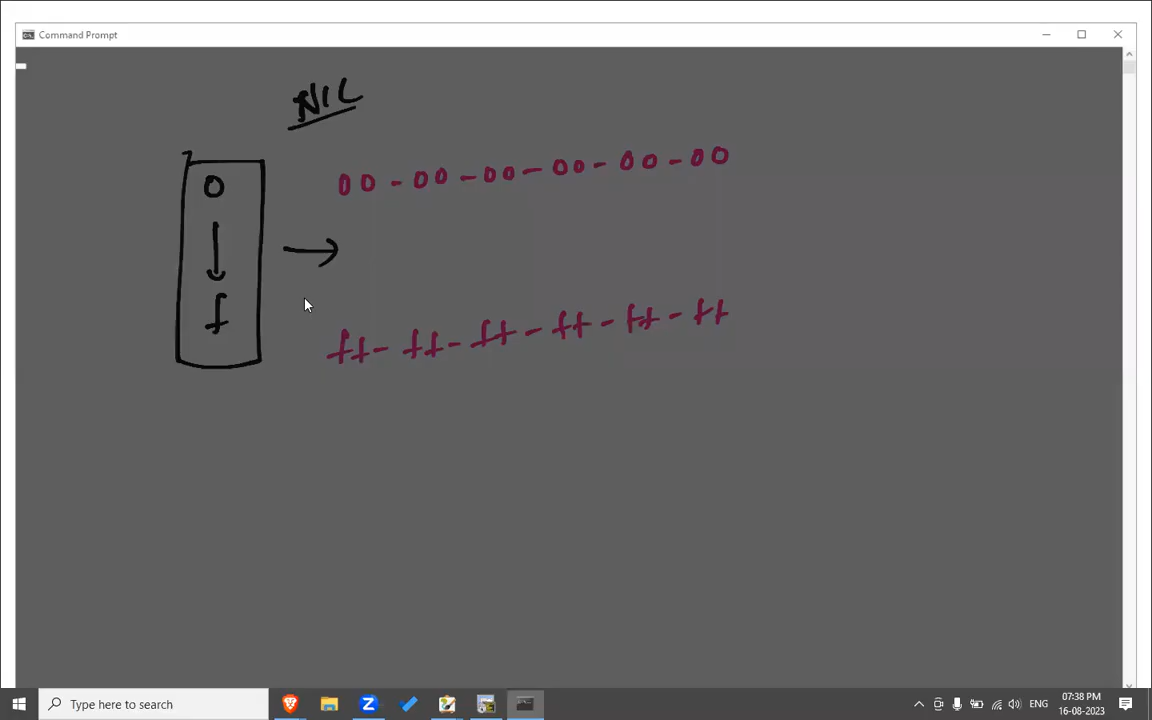 Command Prompt
NIC
0
00-00-00-00-00-00
f
ff-ff-ff-ff-ff-ff
Type here to search
ENG
07:38 PM
16-08-2023